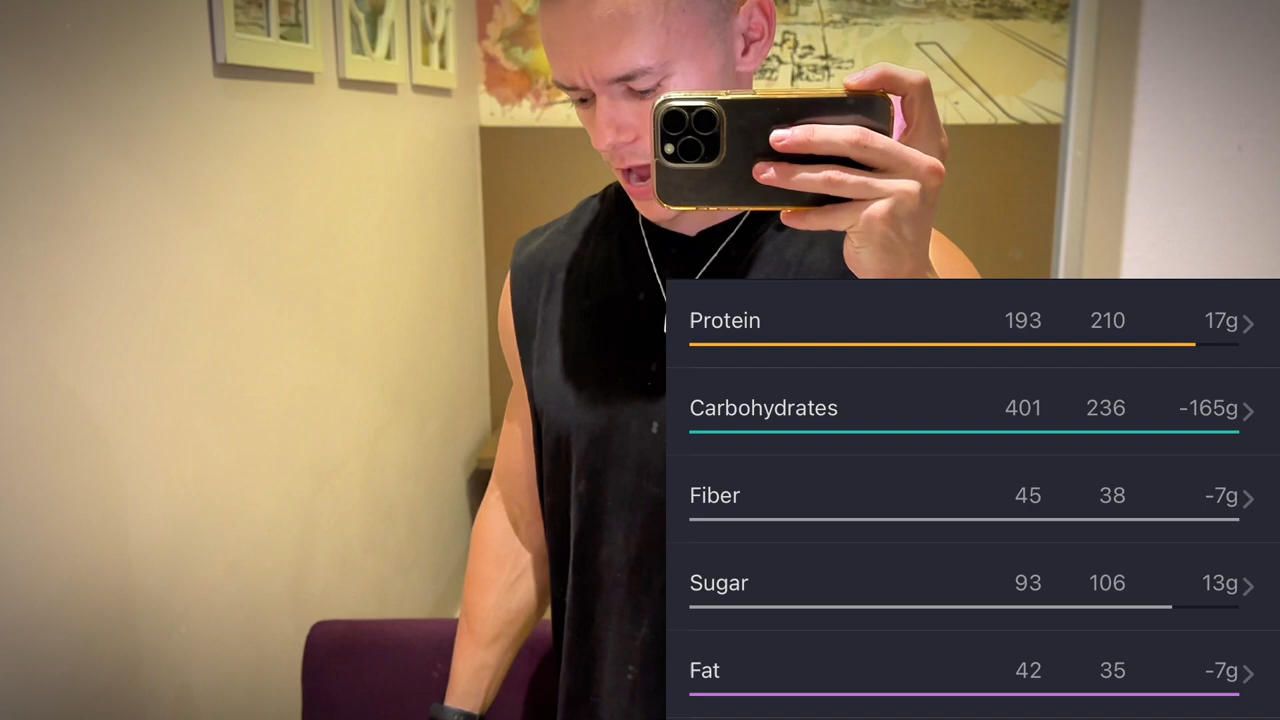 Protein 193 210 17g
Carbohydrates 401 236 -165g
Fiber 45 38 -7g
Sugar 93 106 13g
Fat 42 35 -7g